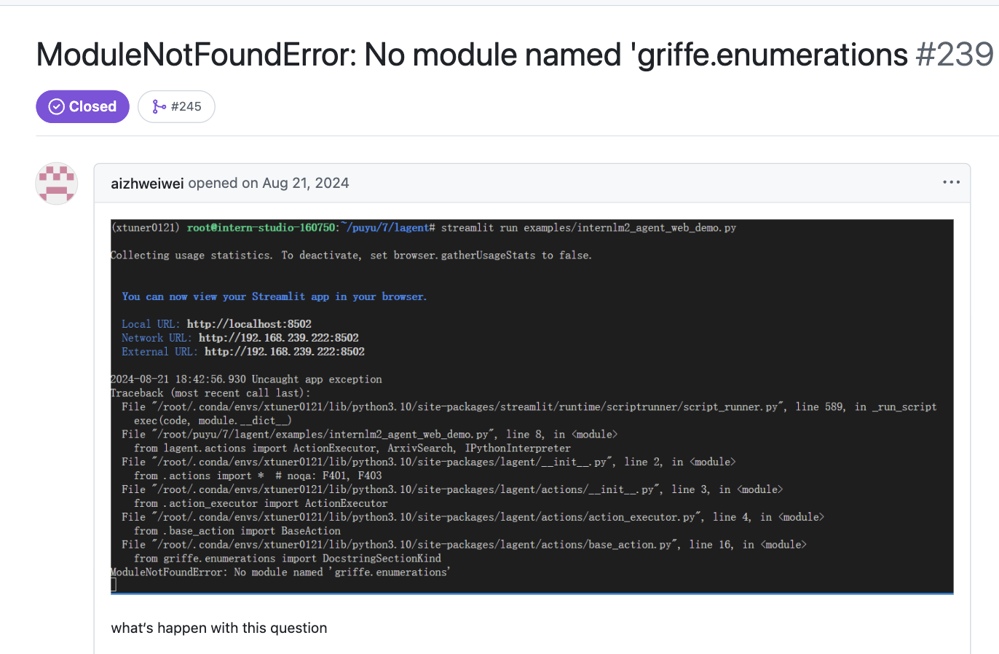 ModuleNotFoundError: No module named 'griffe.enumerations #239
Closed
#245
aizhweiwei opened on Aug 21, 2024
(xtuner0121) root@intern-studio-160750:~/puyu/7/lagent# streamlit run examples/internlm2_agent_web_demo.py
Collecting usage statistics. To deactivate, set browser.gatherUsageStats to false.
You can now view your Streamlit app in your browser.
Local URL: http://localhost:8502
Network URL: http://192.168.239.222:8502
External URL: http://192.168.239.222:8502
2024-08-21 18:42:56.930 Uncaught app exception
Traceback (most recent call last):
File "/root/.conda/envs/xtuner0121/lib/python3.10/site-packages/streamlit/runtime/scriptrunner/script_runner.py", line 589, in _run_script
exec(code, module.__dict__)
File "/root/puyu/7/lagent/examples/internlm2_agent_web_demo.py", line 8, in <module>
from lagent.actions import ActionExecutor, ArxivSearch, IPythonInterpreter
File "/root/.conda/envs/xtuner0121/lib/python3.10/site-packages/lagent/__init__.py", line 2, in <module>
from .actions import * # noqa: F401, F403
File "/root/.conda/envs/xtuner0121/lib/python3.10/site-packages/lagent/actions/__init__.py", line 3, in <module>
from .action_executor import ActionExecutor
File "/root/.conda/envs/xtuner0121/lib/python3.10/site-packages/lagent/actions/action_executor.py", line 4, in <module>
from .base_action import BaseAction
File "/root/.conda/envs/xtuner0121/lib/python3.10/site-packages/lagent/actions/base_action.py", line 16, in <module>
from griffe.enumerations import DocstringSectionKind
ModuleNotFoundError: No module named 'griffe.enumerations'
what's happen with this question